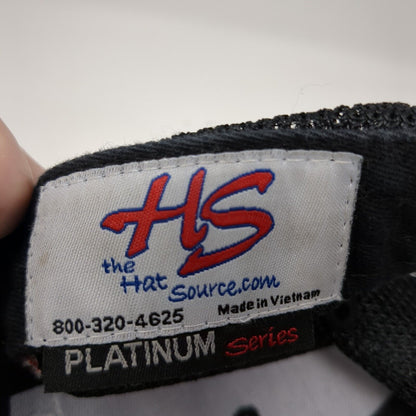 HS
the
Hat Source.com
Made in Vietnam
800-320-4625
PLATINUM Series